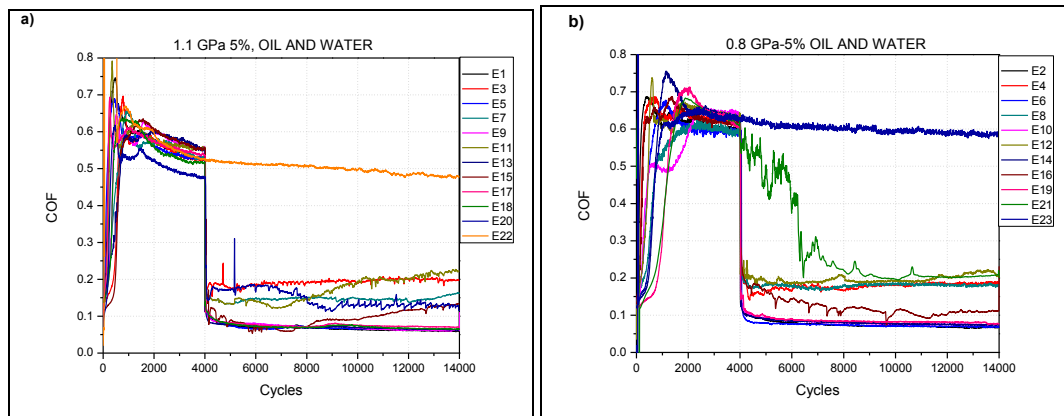 a)
1.1 GPa 5%, OIL AND WATER
COF
0.8
0.7
0.6
0.5
0.4
0.3
0.2
0.1
0.0
0
2000
4000
6000
8000
10000
12000
14000
Cycles
E1
E3
E5
E7
E9
E11
E13
E15
E17
E18
E20
E22
b)
0.8 GPa-5% OIL AND WATER
COF
0.8
0.7
0.6
0.5
0.4
0.3
0.2
0.1
0.0
0
2000
4000
6000
8000
10000
12000
14000
Cycles
E2
E4
E6
E8
E10
E12
E14
E16
E19
E21
E23